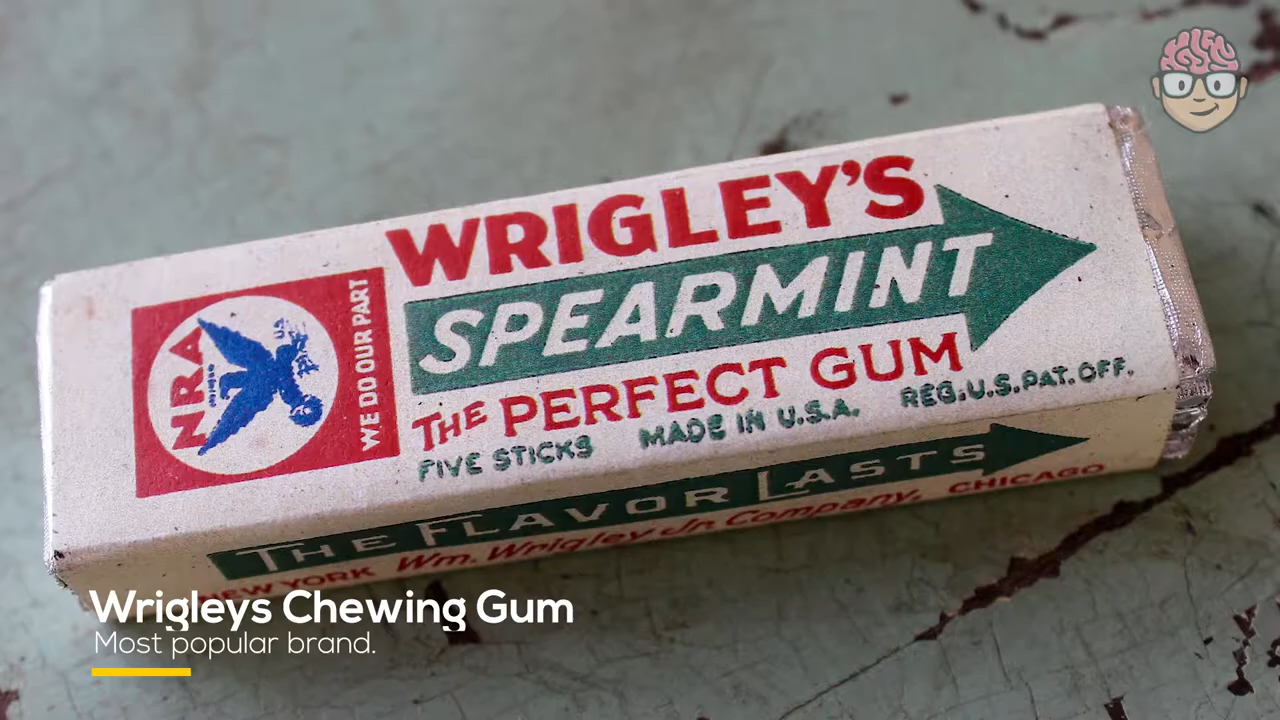 WRIGLEY'S
SPEARMINT
THE PERFECT GUM
FIVE STICKS MADE IN U.S.A. REG.U.S.PAT.OFF.
NRA
U.S.
WE DO OUR PART
THE FLAVOR LASTS
NEW YORK Wm. Wrigley Jr. Company, CHICAGO
Wrigleys Chewing Gum
Most popular brand.